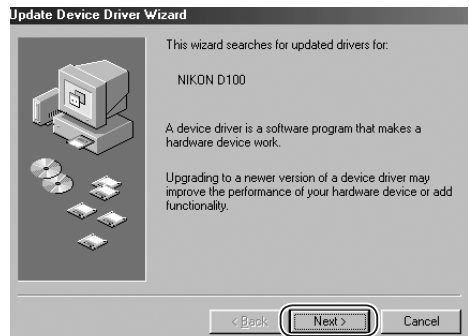 Update Device Driver Wizard
This wizard searches for updated drivers for:
NIKON D100
A device driver is a software program that makes a
hardware device work.
Upgrading to a newer version of a device driver may
improve the performance of your hardware device or add
functionality.
< Back Next > Cancel